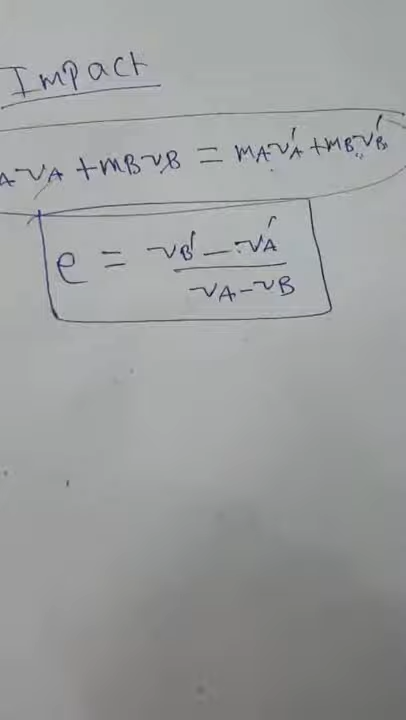 Impact
A vA + mB vB = mA v'A + mB v'B
e = vB' - vA' / vA - vB